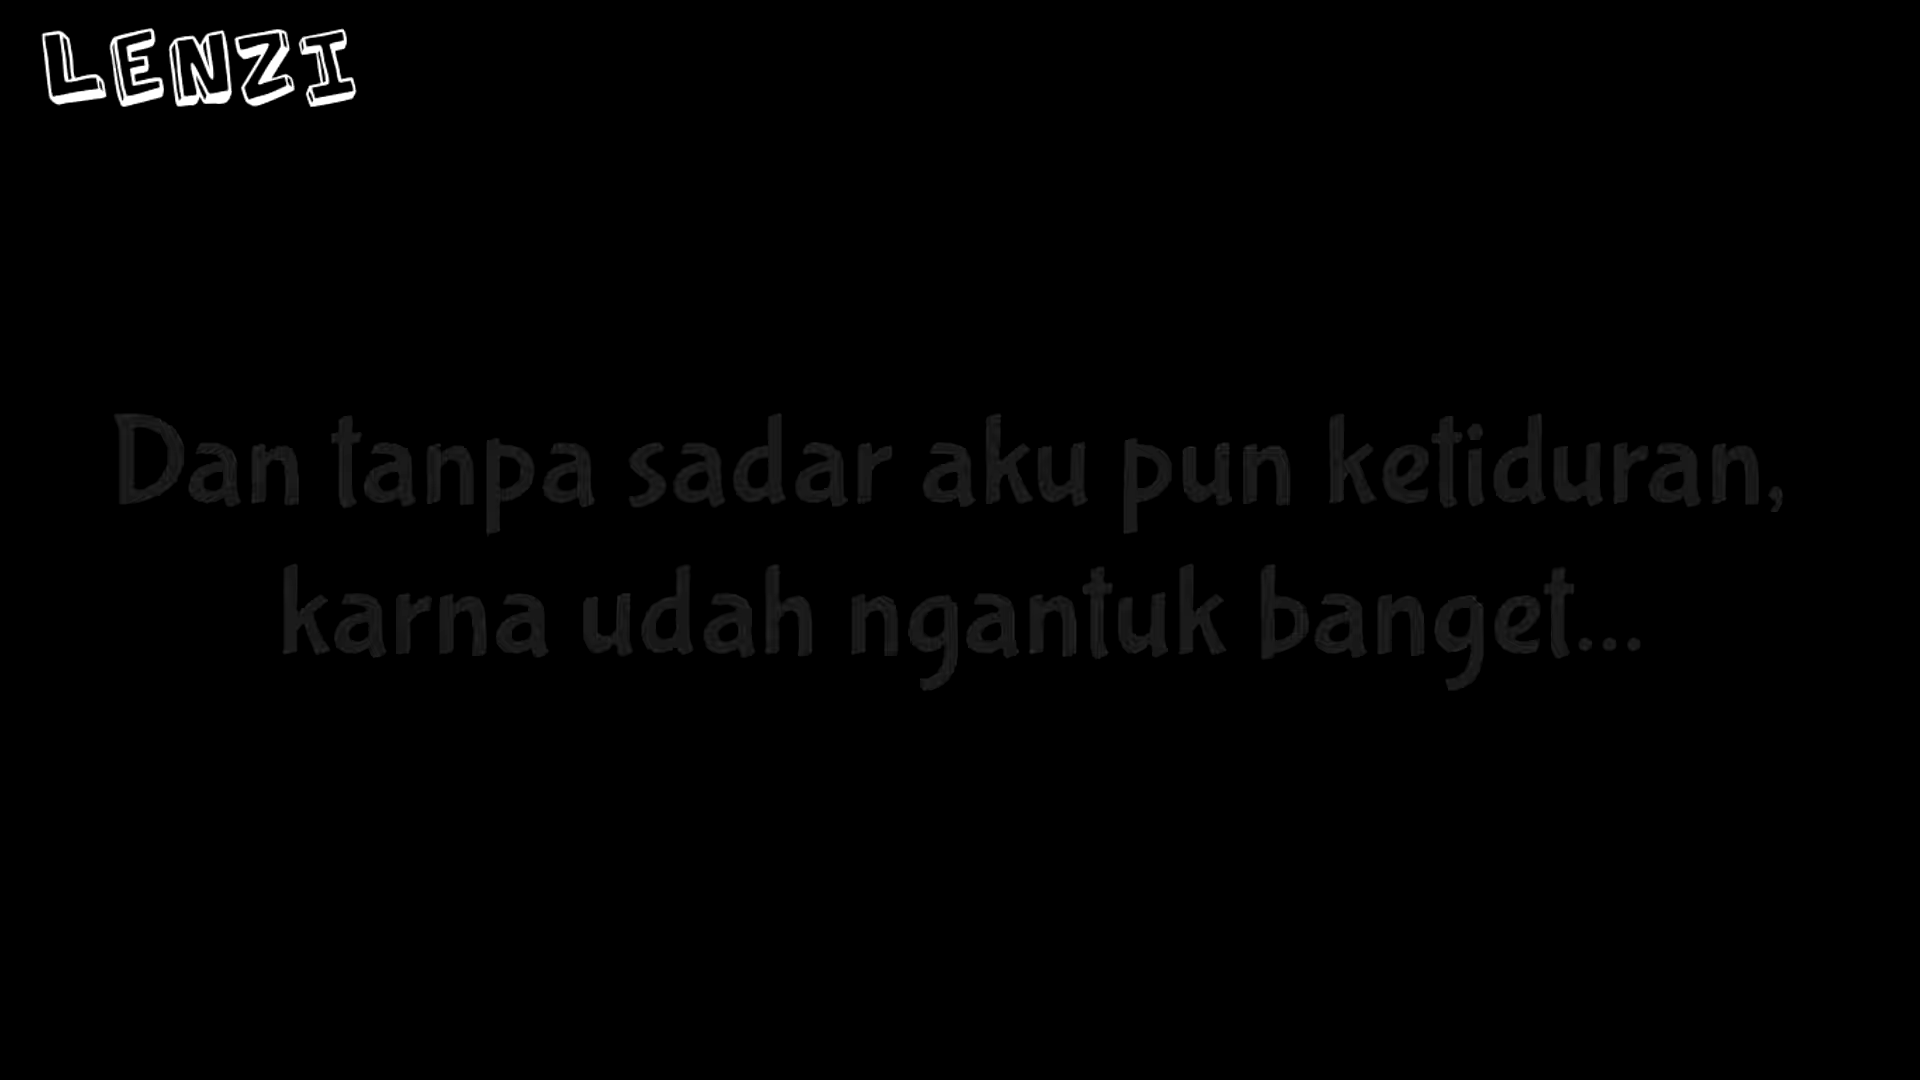 LENZI
Dan tanpa sadar aku pun ketiduran,
karna udah ngantuk banget...